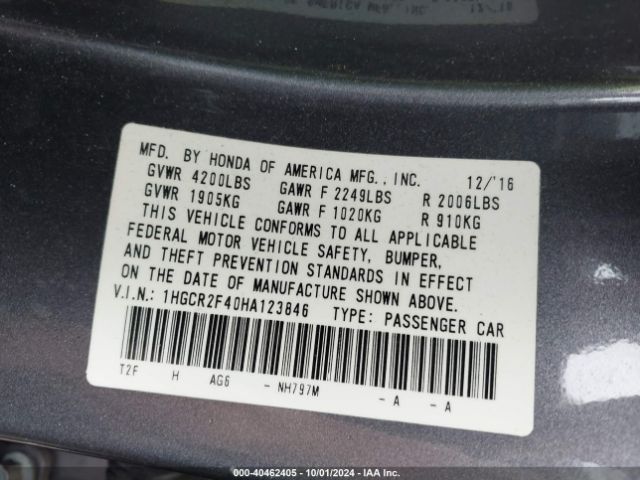 MFD. BY HONDA OF AMERICA MFG., INC. 12/'16
GVWR 4200LBS GAWR F 2249LBS R 2006LBS
GVWR 1905KG GAWR F 1020KG R 910KG
THIS VEHICLE CONFORMS TO ALL APPLICABLE
FEDERAL MOTOR VEHICLE SAFETY, BUMPER,
AND THEFT PREVENTION STANDARDS IN EFFECT
ON THE DATE OF MANUFACTURE SHOWN ABOVE.
V.I.N.: 1HGCR2F40HA123846 TYPE: PASSENGER CAR
T2F H AG6 - NH797M - A - A
000-40462405 - 10/01/2024 - IAA Inc.